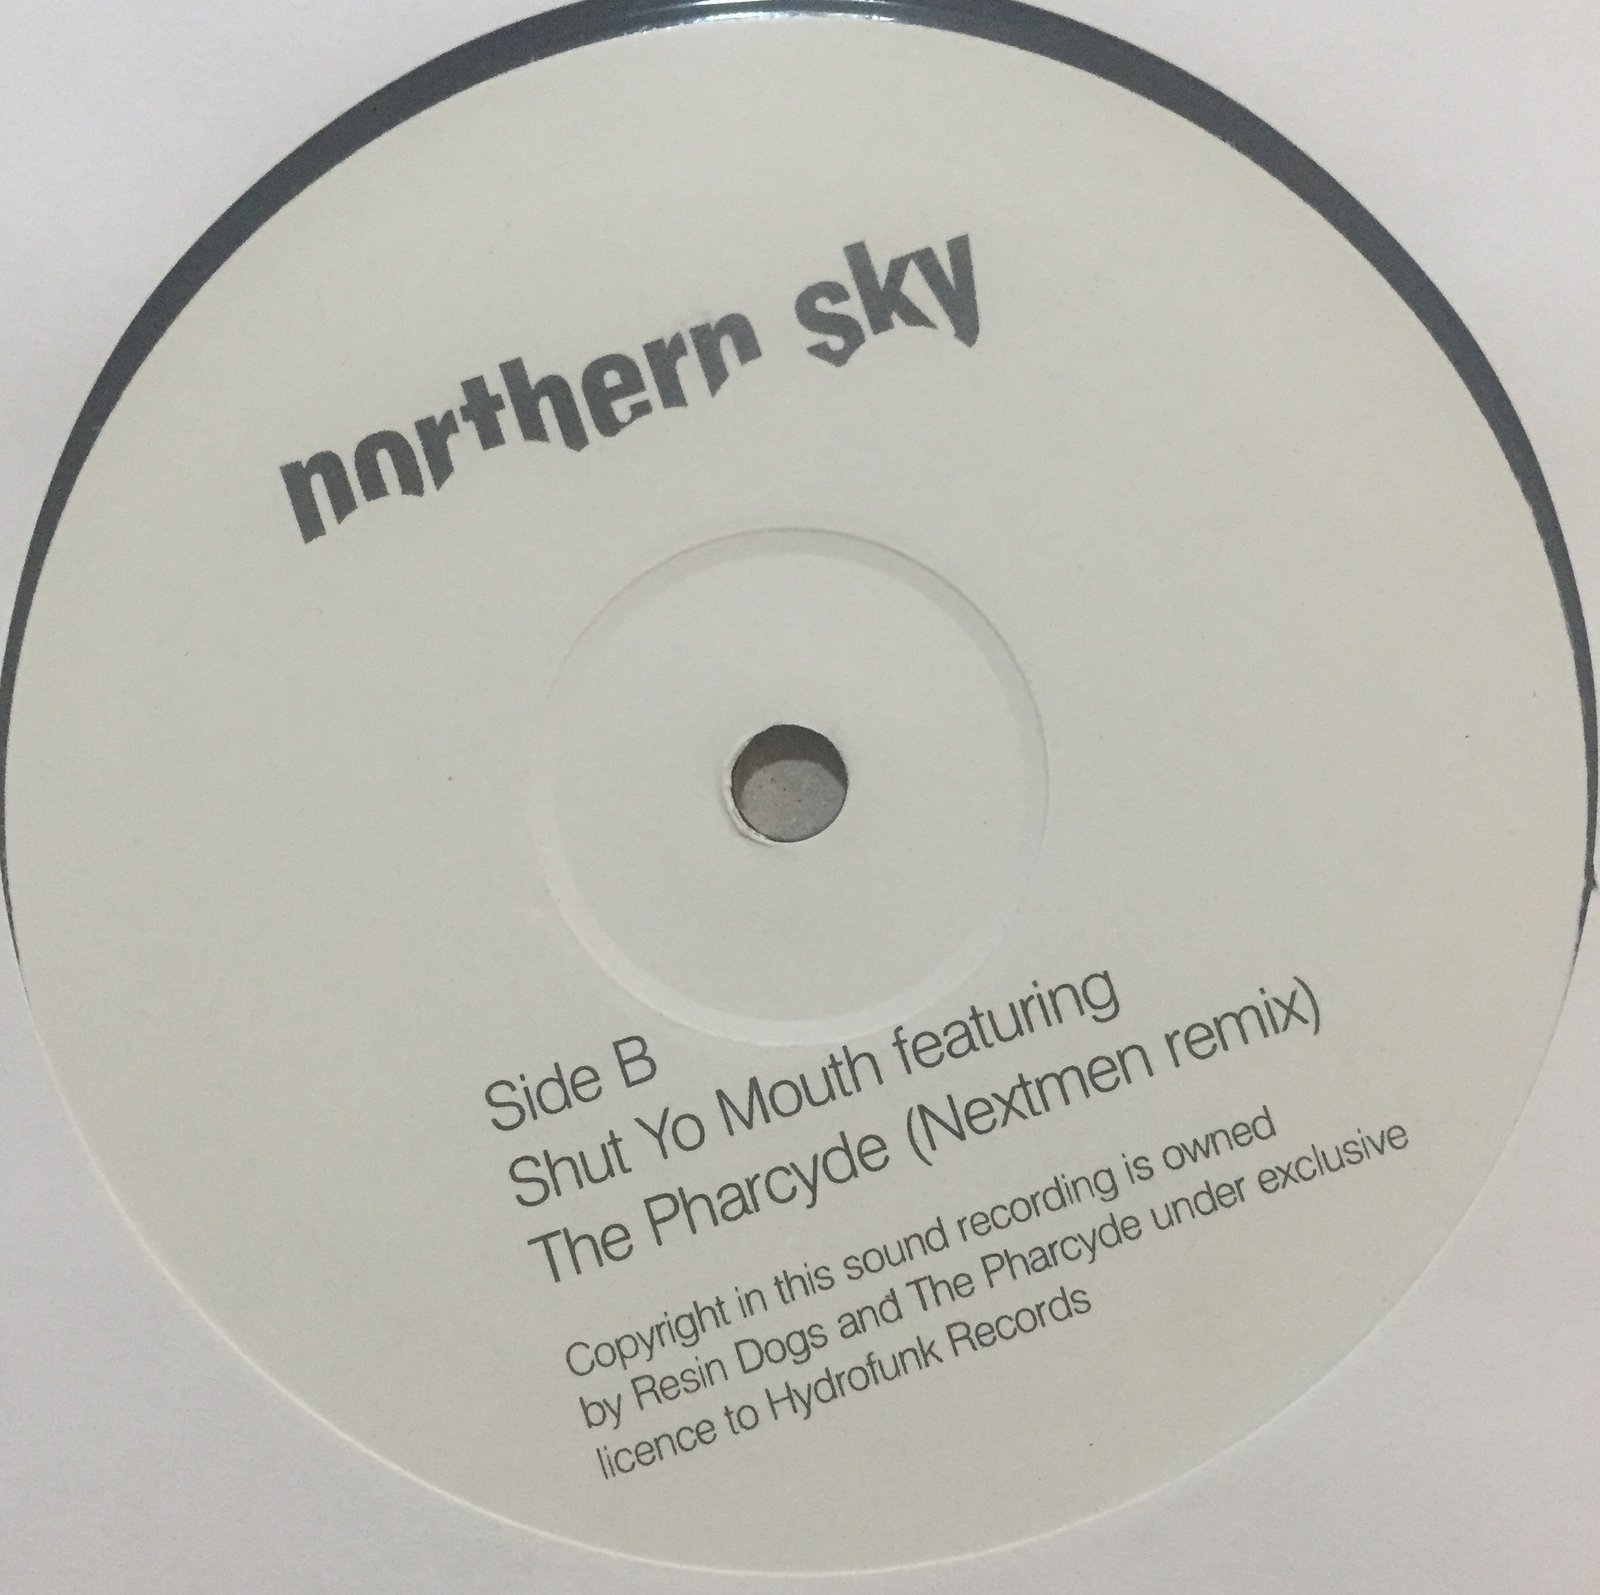 northern sky
Side B
Shut Yo Mouth featuring
The Pharcyde (Nextmen remix)
Copyright in this sound recording is owned
by Resin Dogs and The Pharcyde under exclusive
licence to Hydrofunk Records